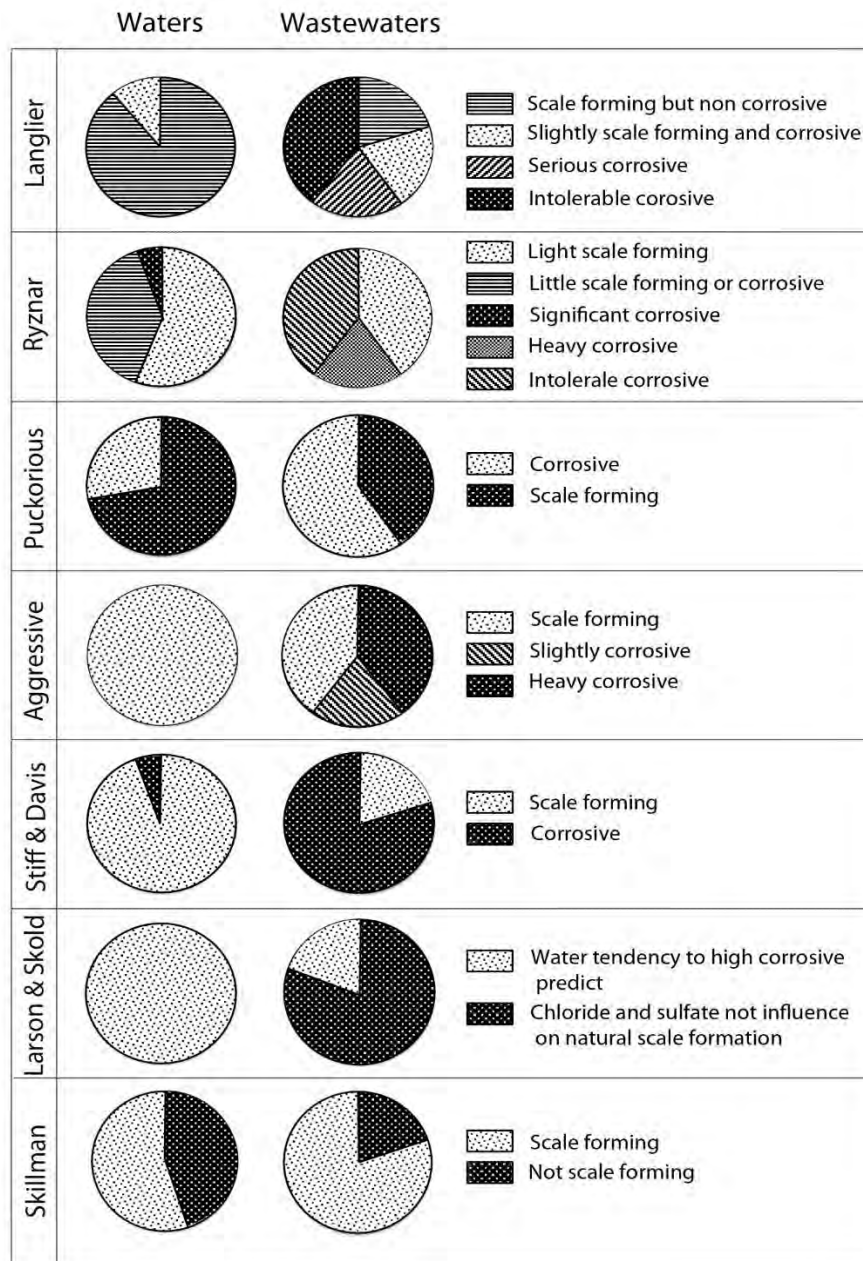 Waters Wastewaters
Langlier
Scale forming but non corrosive
Slightly scale forming and corrosive
Serious corrosive
Intolerable corosive
Ryznar
Light scale forming
Little scale forming or corrosive
Significant corrosive
Heavy corrosive
Intolerale corrosive
Puckorious
Corrosive
Scale forming
Aggressive
Scale forming
Slightly corrosive
Heavy corrosive
Stiff & Davis
Scale forming
Corrosive
Larson & Skold
Water tendency to high corrosive
predict
Chloride and sulfate not influence
on natural scale formation
Skillman
Scale forming
Not scale forming